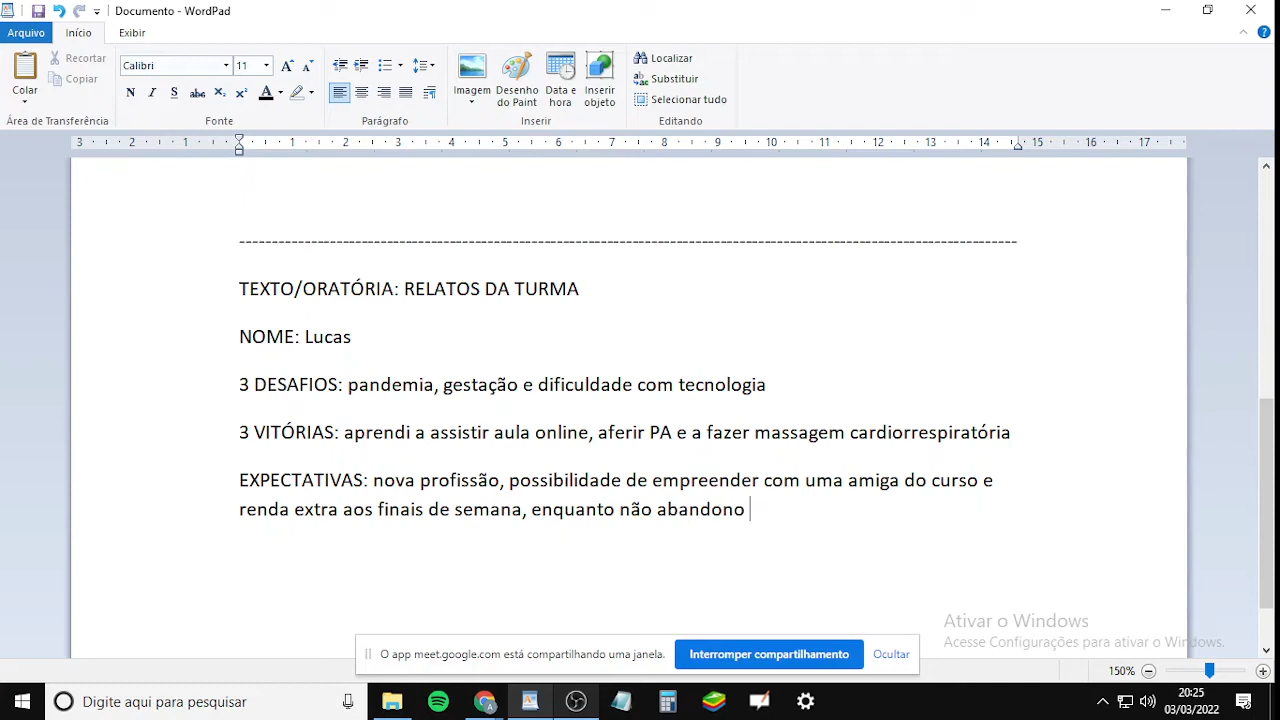 Documento - WordPad
Arquivo Início Exibir
Colar
Recortar
Copiar
Área de Transferência
Calibri 11
N I S abc X₂ X² A
Fonte
Parágrafo
Imagem
Desenho do Paint
Data e hora
Inserir objeto
Inserir
Localizar
Substituir
Selecionar tudo
Editando
3 2 1 1 2 3 4 5 6 7 8 9 10 11 12 13 14 15 16 17
------------------------------------------------------------------------------------------------------------------------
TEXTO/ORATÓRIA: RELATOS DA TURMA
NOME: Lucas
3 DESAFIOS: pandemia, gestação e dificuldade com tecnologia
3 VITÓRIAS: aprendi a assistir aula online, aferir PA e a fazer massagem cardiorrespiratória
EXPECTATIVAS: nova profissão, possibilidade de empreender com uma amiga do curso e
renda extra aos finais de semana, enquanto não abandono
Ativar o Windows
Acesse Configurações para ativar o Windows.
O app meet.google.com está compartilhando uma janela. Interromper compartilhamento Ocultar
150%
Digite aqui para pesquisar
20:25
03/03/2022